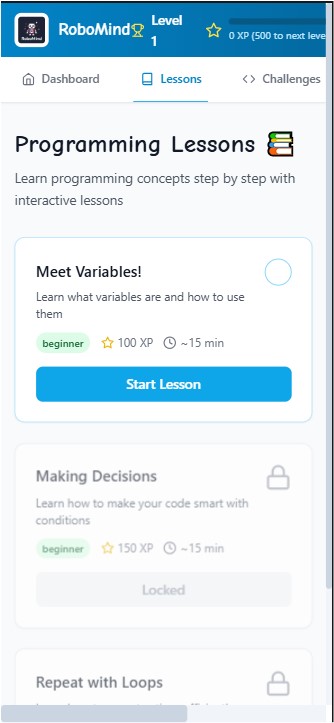 RoboMind
Level
1
0 XP (500 to next leve
Dashboard
Lessons
Challenges
Programming Lessons
Learn programming concepts step by step with
interactive lessons
Meet Variables!
Learn what variables are and how to use
them
beginner
100 XP
~15 min
Start Lesson
Making Decisions
Learn how to make your code smart with
conditions
beginner
150 XP
~15 min
Locked
Repeat with Loops